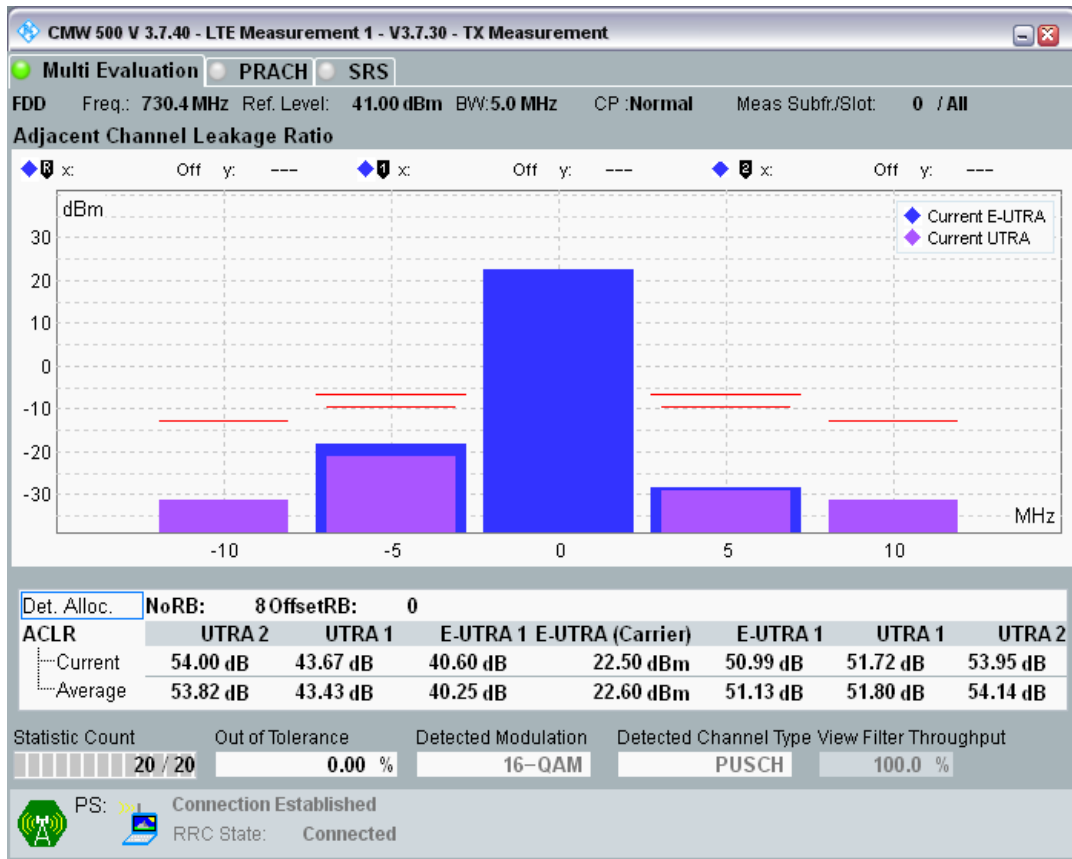 CMW 500 V 3.7.40 - LTE Measurement 1 - V3.7.30 - TX Measurement
Multi Evaluation PRACH SRS
FDD Freq.: 730.4 MHz Ref. Level: 41.00 dBm BW: 5.0 MHz CP :Normal Meas Subfr./Slot: 0 / All
Adjacent Channel Leakage Ratio
R x: Off y: --- 1 x: Off y: --- 2 x: Off y: ---
dBm
Current E-UTRA
Current UTRA
30
20
10
0
-10
-20
-30
MHz
-10 -5 0 5 10
Det. Alloc. NoRB: 8 OffsetRB: 0
ACLR UTRA 2 UTRA 1 E-UTRA 1 E-UTRA (Carrier) E-UTRA 1 UTRA 1 UTRA 2
Current 54.00 dB 43.67 dB 40.60 dB 22.50 dBm 50.99 dB 51.72 dB 53.95 dB
Average 53.82 dB 43.43 dB 40.25 dB 22.60 dBm 51.13 dB 51.80 dB 54.14 dB
Statistic Count Out of Tolerance Detected Modulation Detected Channel Type View Filter Throughput
20 / 20 0.00 % 16-QAM PUSCH 100.0 %
PS: Connection Established
RRC State: Connected